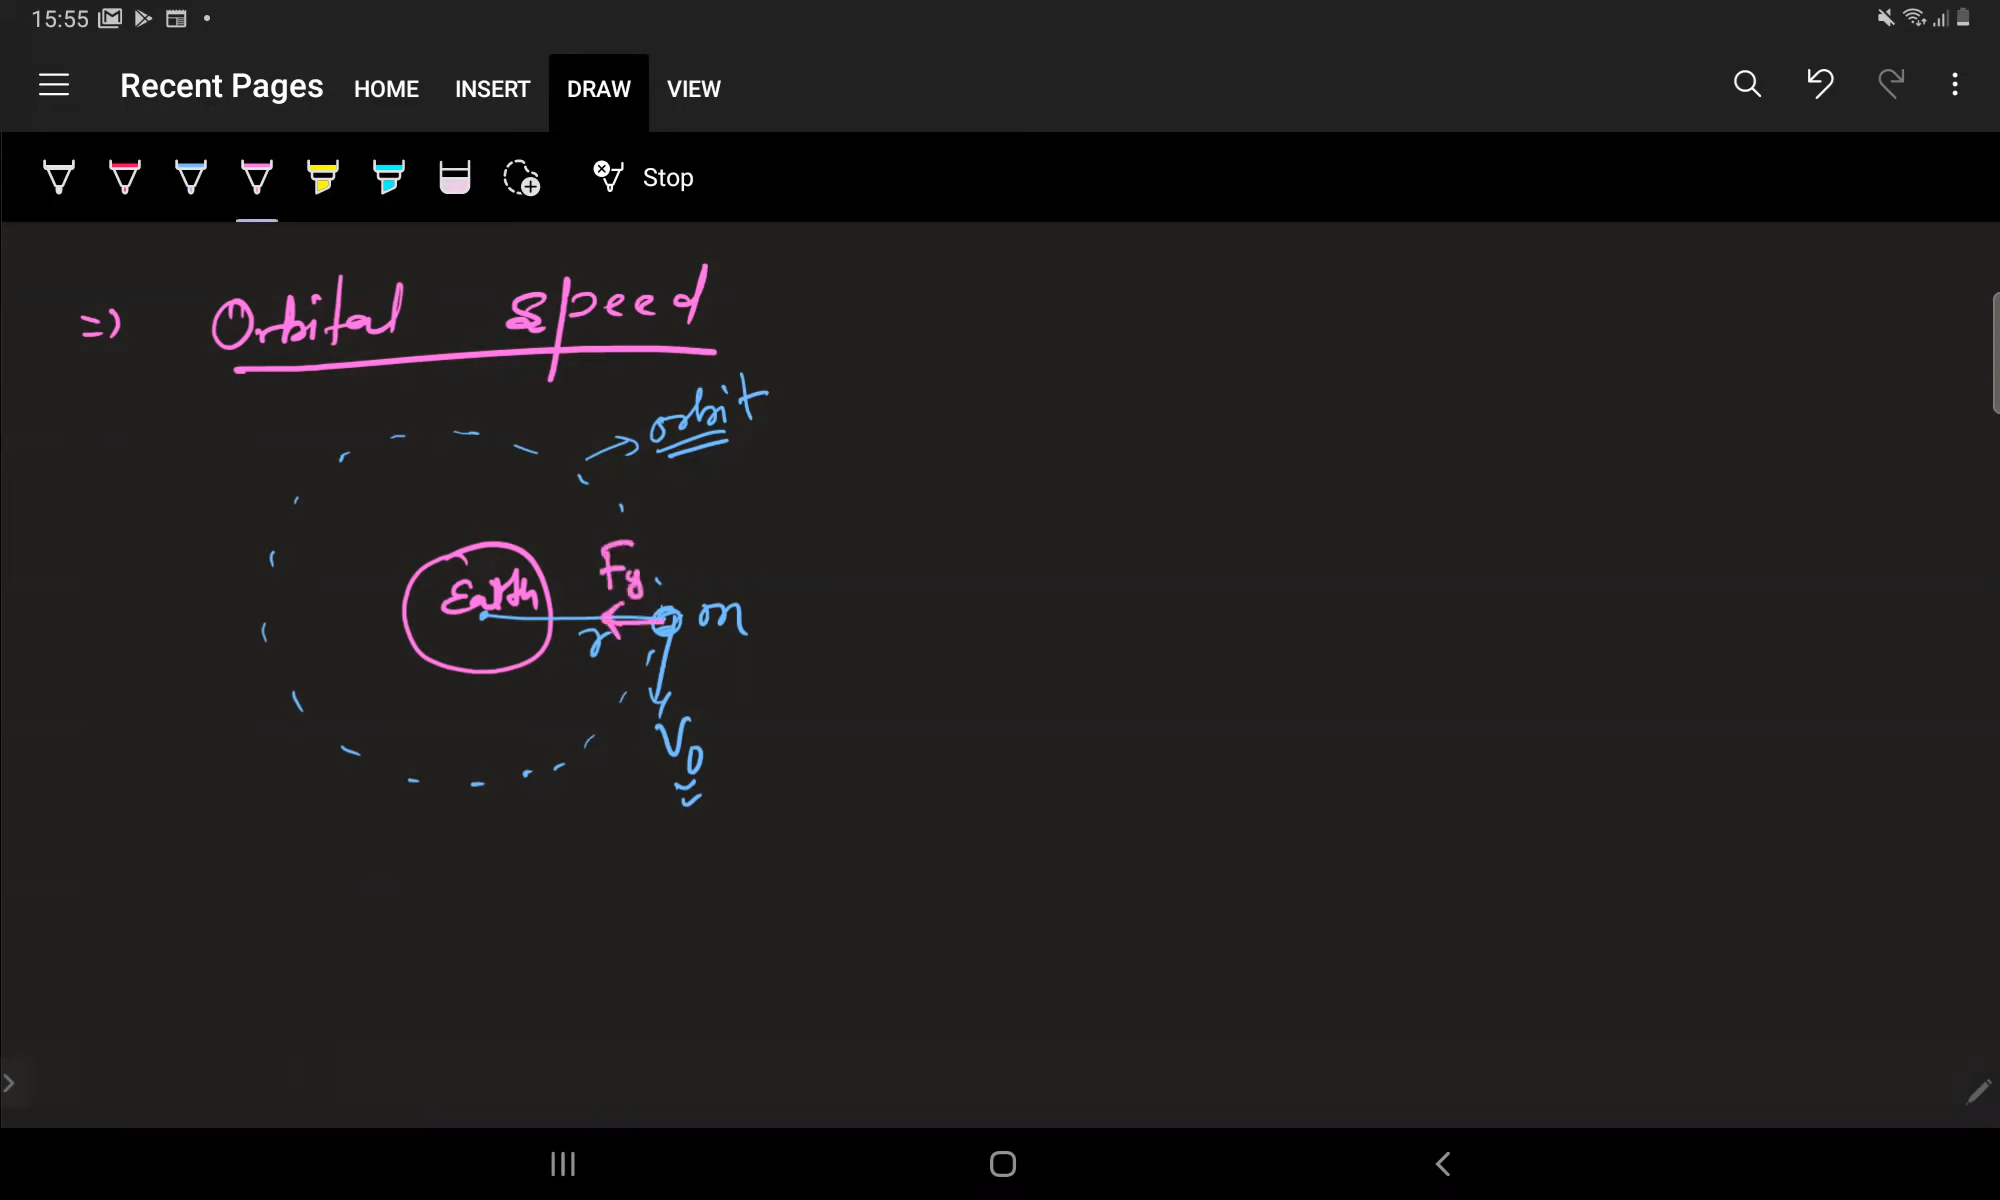 15:55
Recent Pages HOME INSERT DRAW VIEW
Stop
=> Orbital speed
orbit
Earth
Fg
r
m
V0